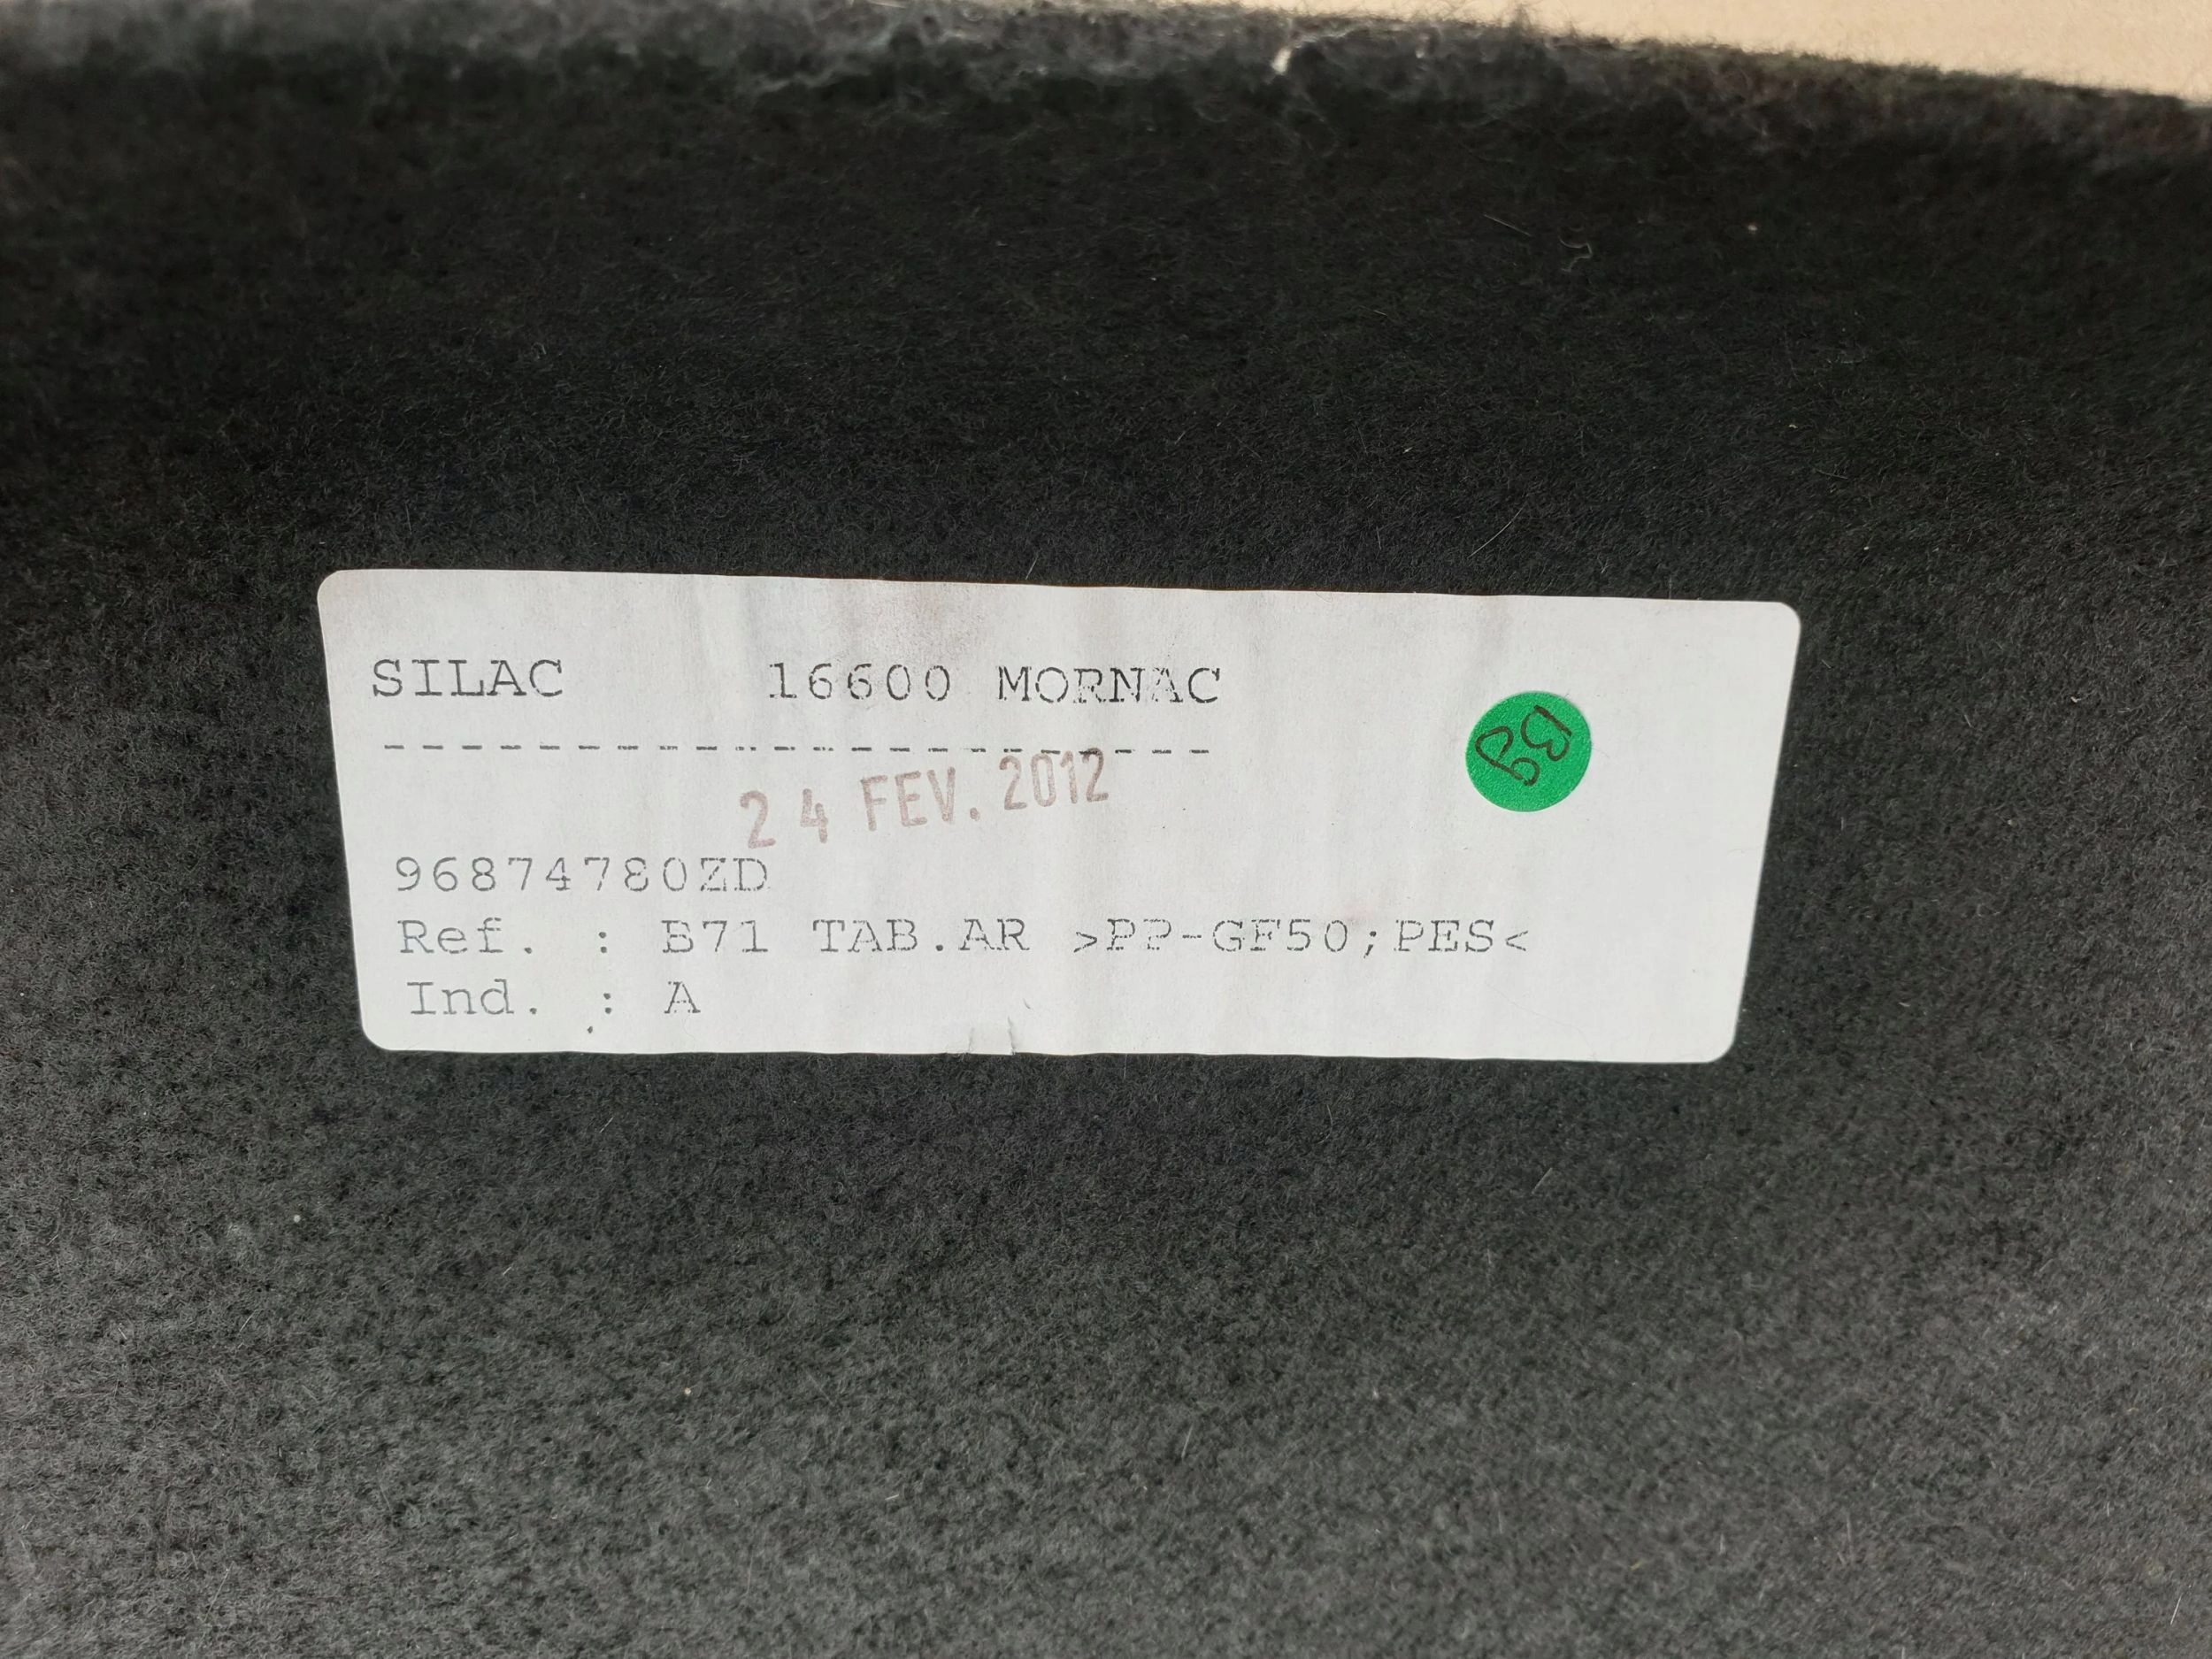 SILAC 16600 MORNAC
------------------------
24 FEV. 2012
96874780ZD
Ref. : B71 TAB.AR >PP-GF50;PES<
Ind. : A